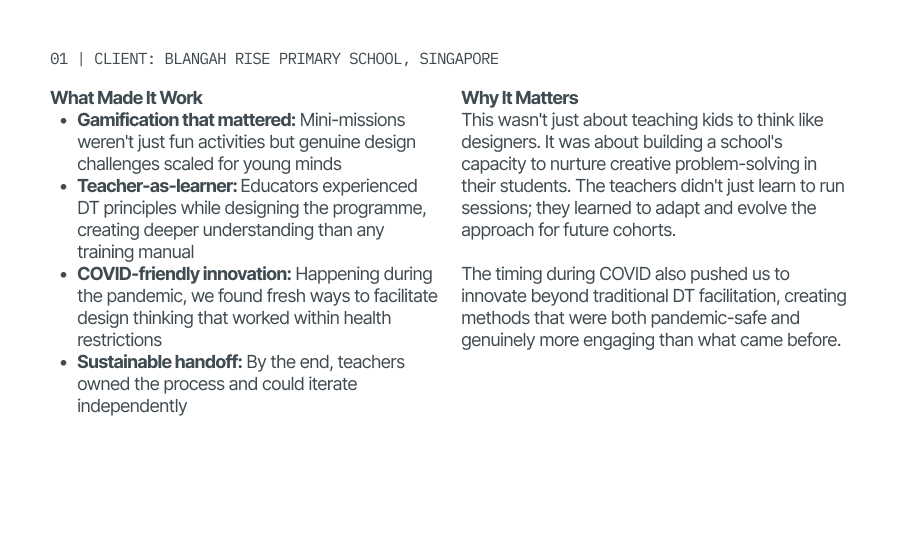 01 | CLIENT: BLANGAH RISE PRIMARY SCHOOL, SINGAPORE
What Made It Work
• Gamification that mattered: Mini-missions
weren't just fun activities but genuine design
challenges scaled for young minds
• Teacher-as-learner: Educators experienced
DT principles while designing the programme,
creating deeper understanding than any
training manual
• COVID-friendly innovation: Happening during
the pandemic, we found fresh ways to facilitate
design thinking that worked within health
restrictions
• Sustainable handoff: By the end, teachers
owned the process and could iterate
independently
Why It Matters
This wasn't just about teaching kids to think like
designers. It was about building a school's
capacity to nurture creative problem-solving in
their students. The teachers didn't just learn to run
sessions; they learned to adapt and evolve the
approach for future cohorts.
The timing during COVID also pushed us to
innovate beyond traditional DT facilitation, creating
methods that were both pandemic-safe and
genuinely more engaging than what came before.